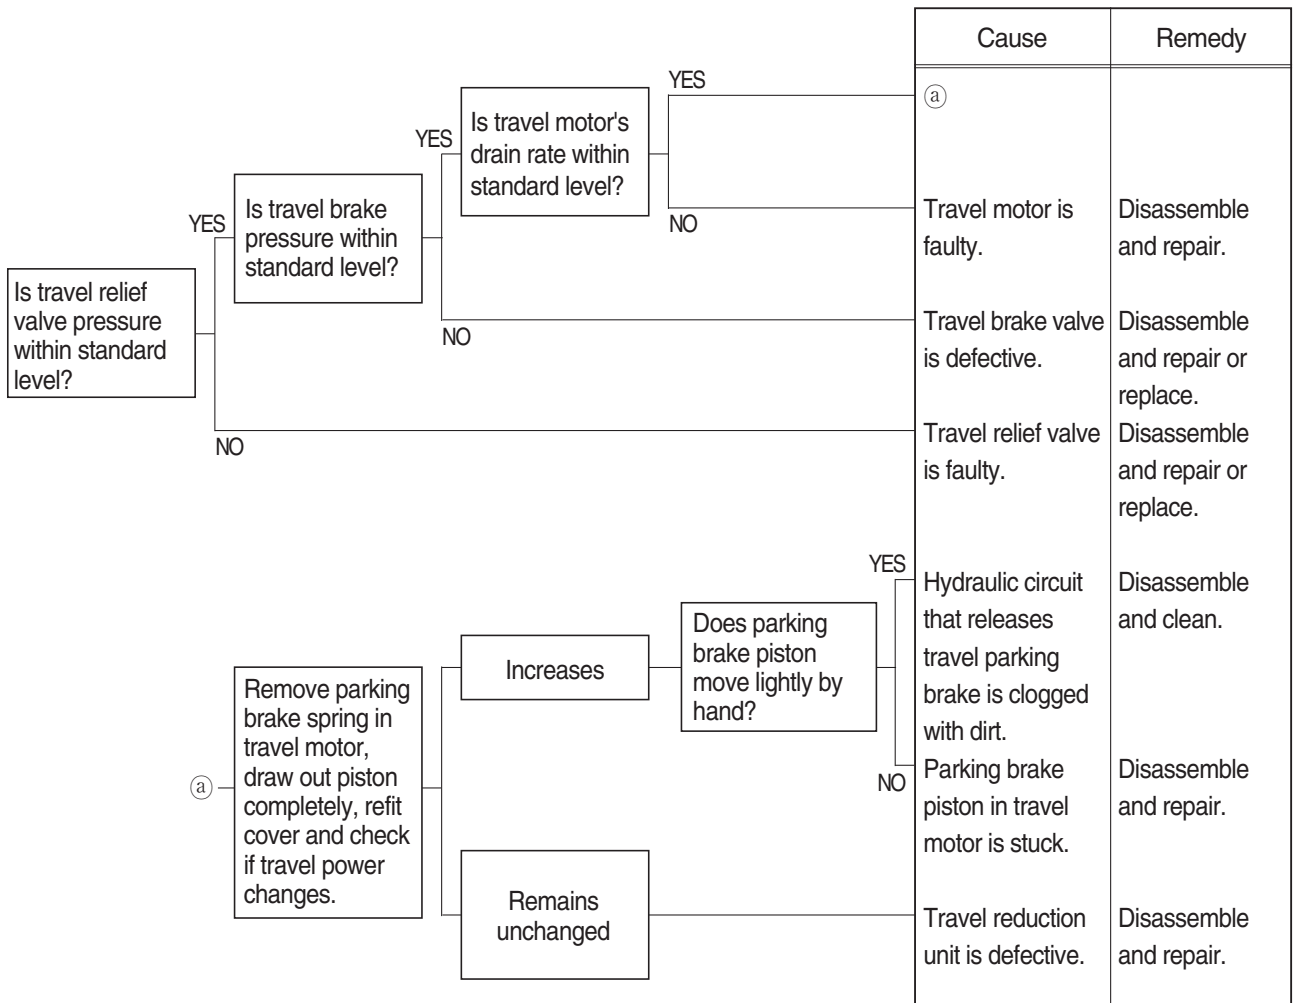 Cause
Remedy
YES
ⓐ
Is travel motor's
drain rate within
standard level?
YES
NO
Travel motor is
faulty.
Disassemble
and repair.
Is travel brake
pressure within
standard level?
YES
NO
Travel brake valve
is defective.
Disassemble
and repair or
replace.
Is travel relief
valve pressure
within standard
level?
NO
Travel relief valve
is faulty.
Disassemble
and repair or
replace.
ⓐ
Remove parking
brake spring in
travel motor,
draw out piston
completely, refit
cover and check
if travel power
changes.
Increases
Does parking
brake piston
move lightly by
hand?
YES
Hydraulic circuit
that releases
travel parking
brake is clogged
with dirt.
Disassemble
and clean.
NO
Parking brake
piston in travel
motor is stuck.
Disassemble
and repair.
Remains
unchanged
Travel reduction
unit is defective.
Disassemble
and repair.